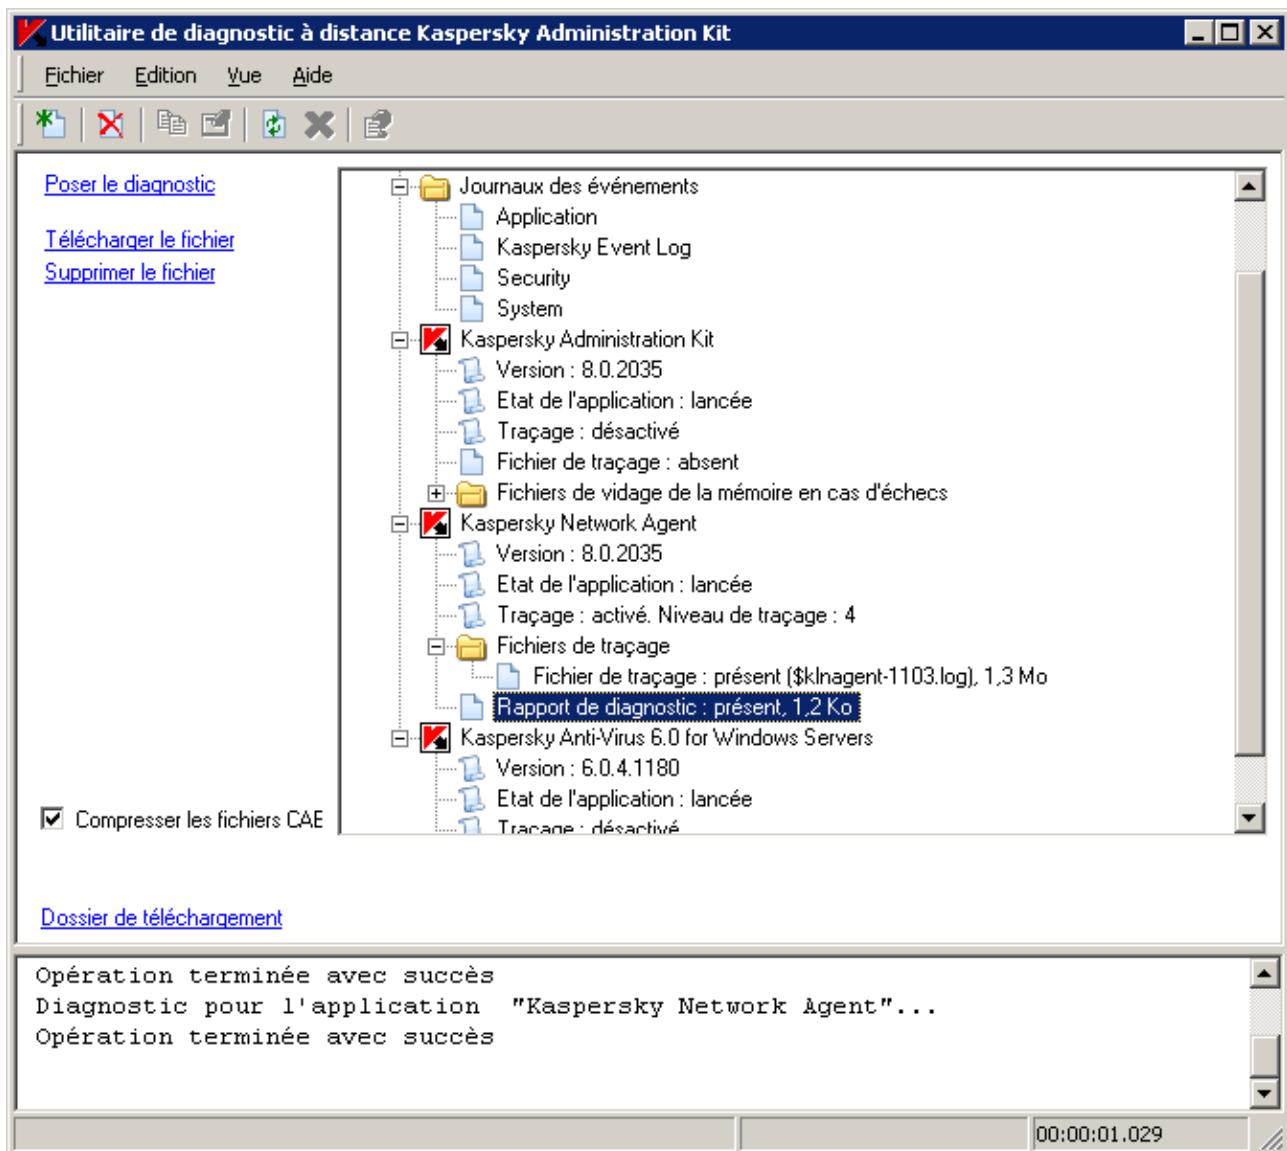 Utilitaire de diagnostic à distance Kaspersky Administration Kit
Fichier Edition Vue Aide
Poser le diagnostic
Télécharger le fichier
Supprimer le fichier
Journaux des événements
Application
Kaspersky Event Log
Security
System
Kaspersky Administration Kit
Version : 8.0.2035
Etat de l'application : lancée
Traçage : désactivé
Fichier de traçage : absent
Fichiers de vidage de la mémoire en cas d'échecs
Kaspersky Network Agent
Version : 8.0.2035
Etat de l'application : lancée
Traçage : activé. Niveau de traçage : 4
Fichiers de traçage
Fichier de traçage : présent ($klnagent-1103.log), 1,3 Mo
Rapport de diagnostic : présent, 1,2 Ko
Kaspersky Anti-Virus 6.0 for Windows Servers
Version : 6.0.4.1180
Etat de l'application : lancée
Traçage : désactivé
Compresser les fichiers CAE
Dossier de téléchargement
Opération terminée avec succès
Diagnostic pour l'application "Kaspersky Network Agent"...
Opération terminée avec succès
00:00:01.029